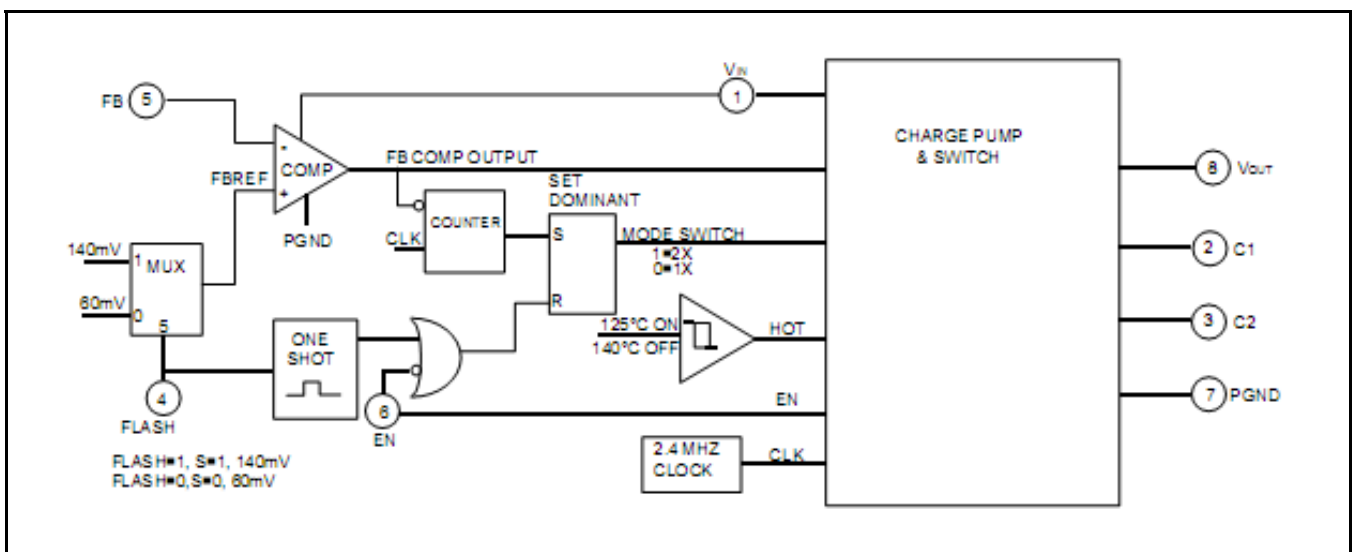 VIN
1
FB 5
CHARGE PUMP
& SWITCH
-
COMP
+
FB COMP OUTPUT
FBREF
SET
DOMINANT
8 VOUT
COUNTER
CLK
PGND
S
R
MODE SWITCH
1=2X
0=1X
2 C1
140mV
1
MUX
60mV
0
5
125°C ON
140°C OFF
HOT
3 C2
ONE
SHOT
4
FLASH
6
EN
EN
7 PGND
2.4 MHZ
CLOCK
CLK
FLASH=1, S=1, 140mV
FLASH=0,S=0, 60mV